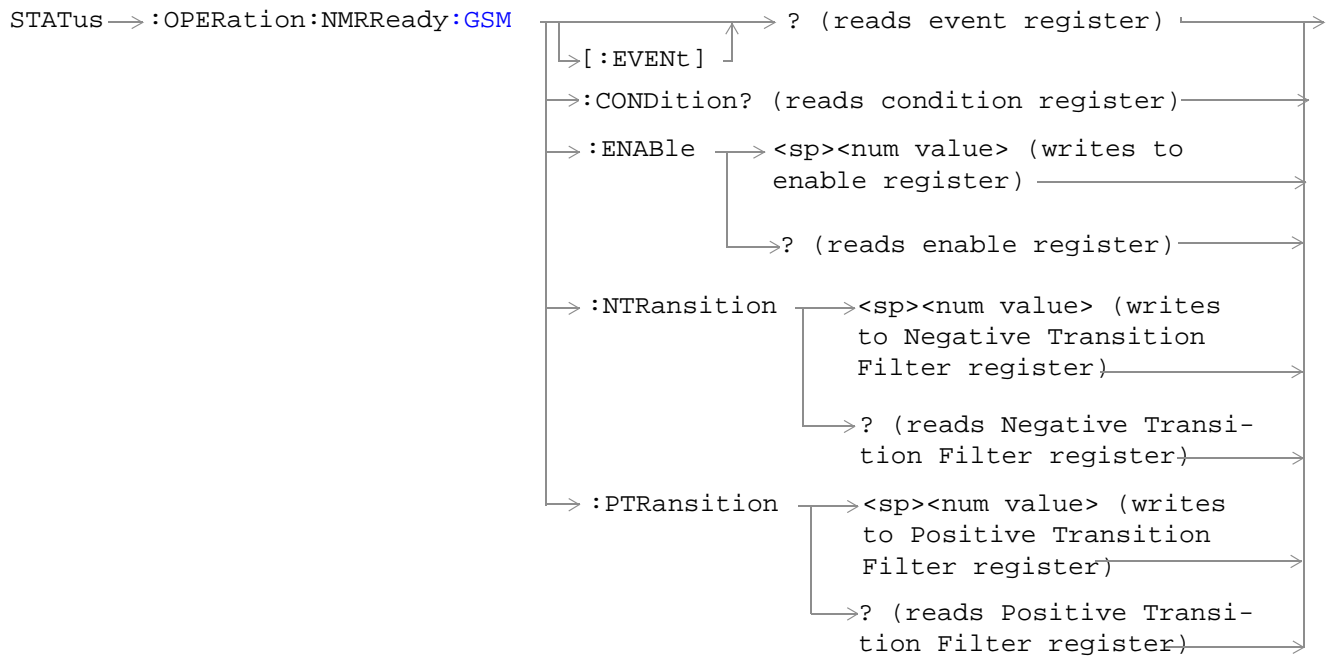 STATus :OPERation:NMRReady:GSM ? (reads event register)
[:EVENt]
:CONDition? (reads condition register)
:ENABle <sp><num value> (writes to
enable register)
? (reads enable register)
:NTRansition <sp><num value> (writes
to Negative Transition
Filter register)
? (reads Negative Transi-
tion Filter register)
:PTRansition <sp><num value> (writes
to Positive Transition
Filter register)
? (reads Positive Transi-
tion Filter register)